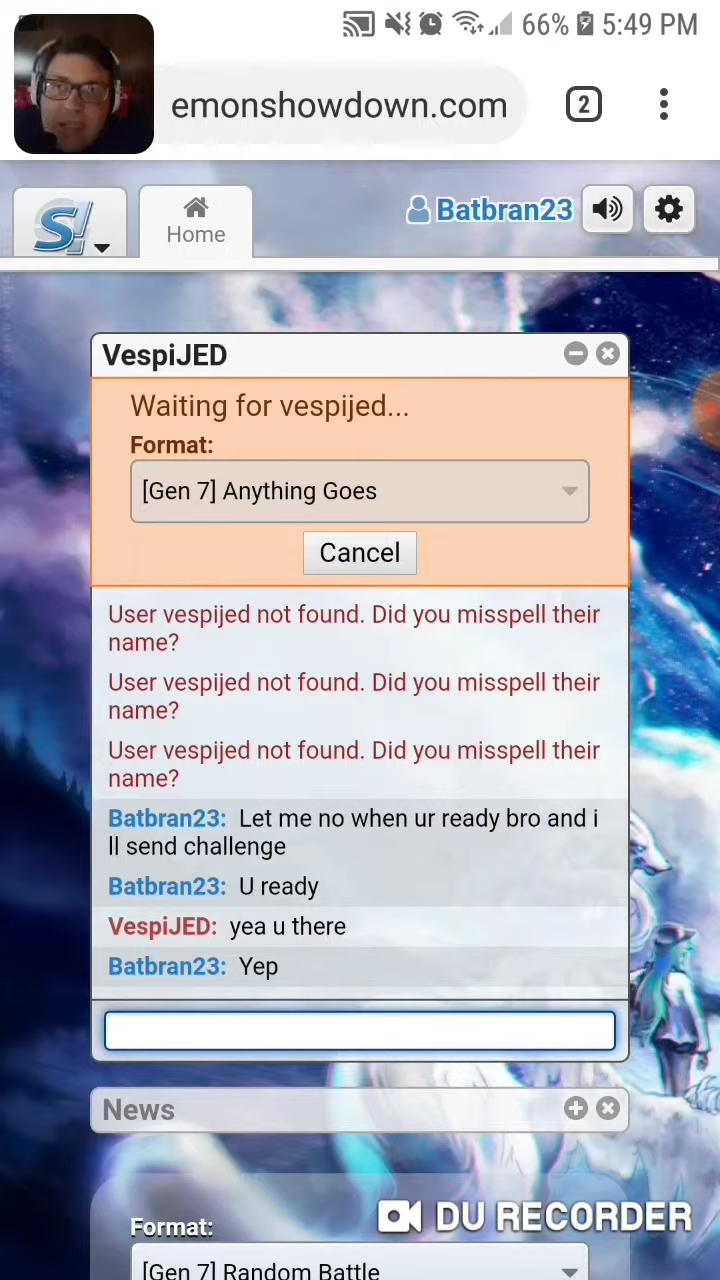 66% 5:49 PM
emonshowdown.com
2
S!
Home
Batbran23
VespiJED
Waiting for vespijed...
Format:
[Gen 7] Anything Goes
Cancel
User vespijed not found. Did you misspell their
name?
User vespijed not found. Did you misspell their
name?
User vespijed not found. Did you misspell their
name?
Batbran23: Let me no when ur ready bro and i
ll send challenge
Batbran23: U ready
VespiJED: yea u there
Batbran23: Yep
News
DU RECORDER
Format:
[Gen 7] Random Battle